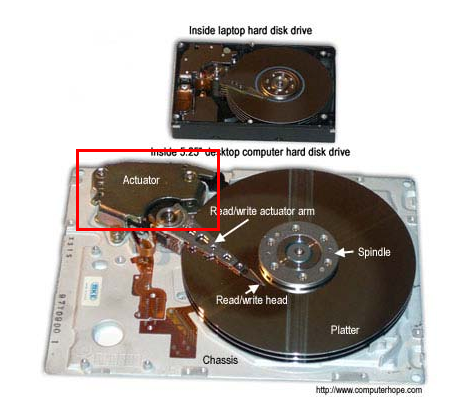 Inside laptop hard disk drive
Inside 5.25" desktop computer hard disk drive
Actuator
Read/write actuator arm
Spindle
Read/write head
Platter
Chassis
http://www.computerhope.com